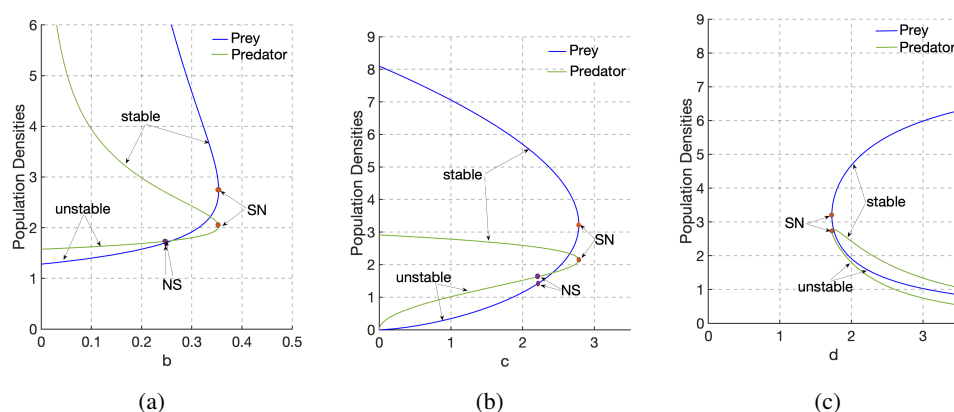 6
5
4
3
2
1
0
0
0.1
0.2
0.3
0.4
0.5
Population Densities
b
Prey
Predator
stable
unstable
SN
NS
(a)
9
8
7
6
5
4
3
2
1
0
0
1
2
3
Population Densities
c
Prey
Predator
stable
unstable
SN
NS
(b)
9
8
7
6
5
4
3
2
1
0
0
1
2
3
Population Densities
d
Prey
Predator
SN
stable
unstable
(c)